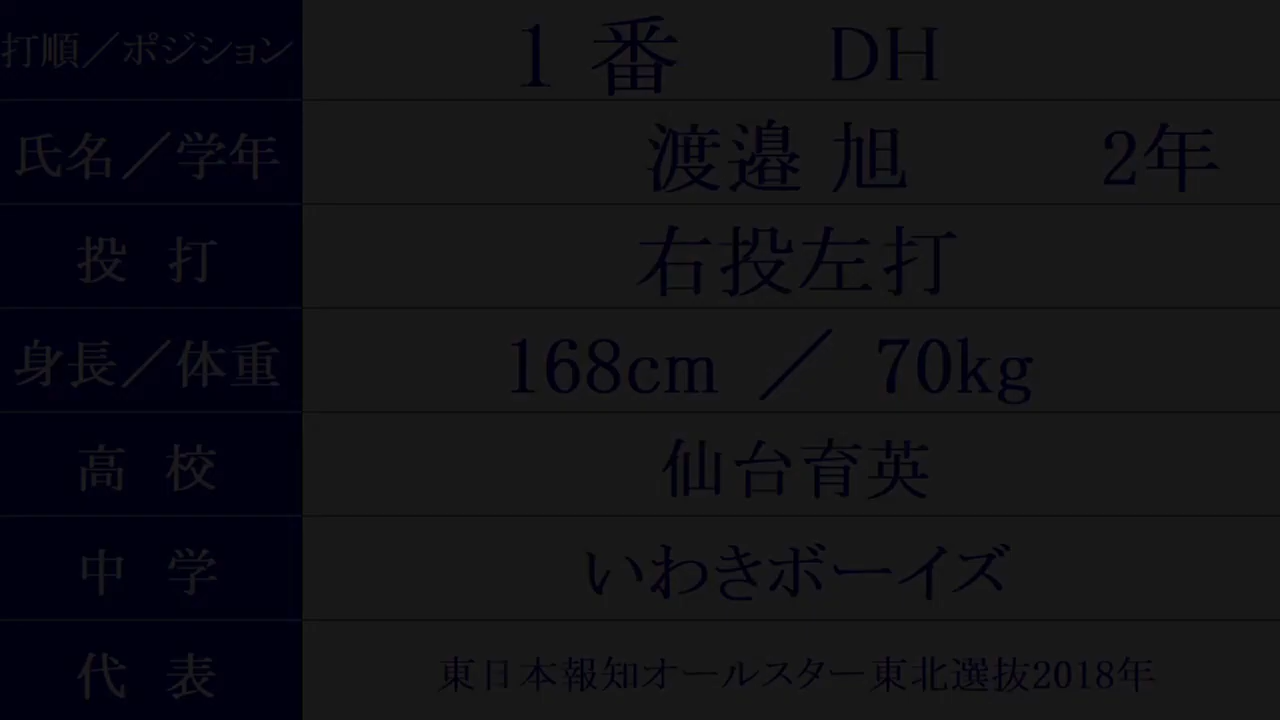 打順／ポジション 1番 DH
氏名／学年 渡邉 旭 2年
投 打 右投左打
身長／体重 168cm ／ 70kg
高 校 仙台育英
中 学 いわきボーイズ
代 表 東日本報知オールスター東北選抜2018年